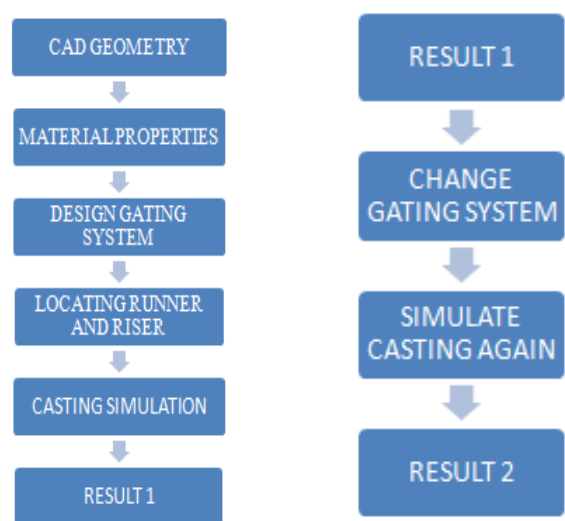 CAD GEOMETRY
MATERIAL PROPERTIES
DESIGN GATING
SYSTEM
LOCATING RUNNER
AND RISER
CASTING SIMULATION
RESULT 1
RESULT 1
CHANGE
GATING SYSTEM
SIMULATE
CASTING AGAIN
RESULT 2